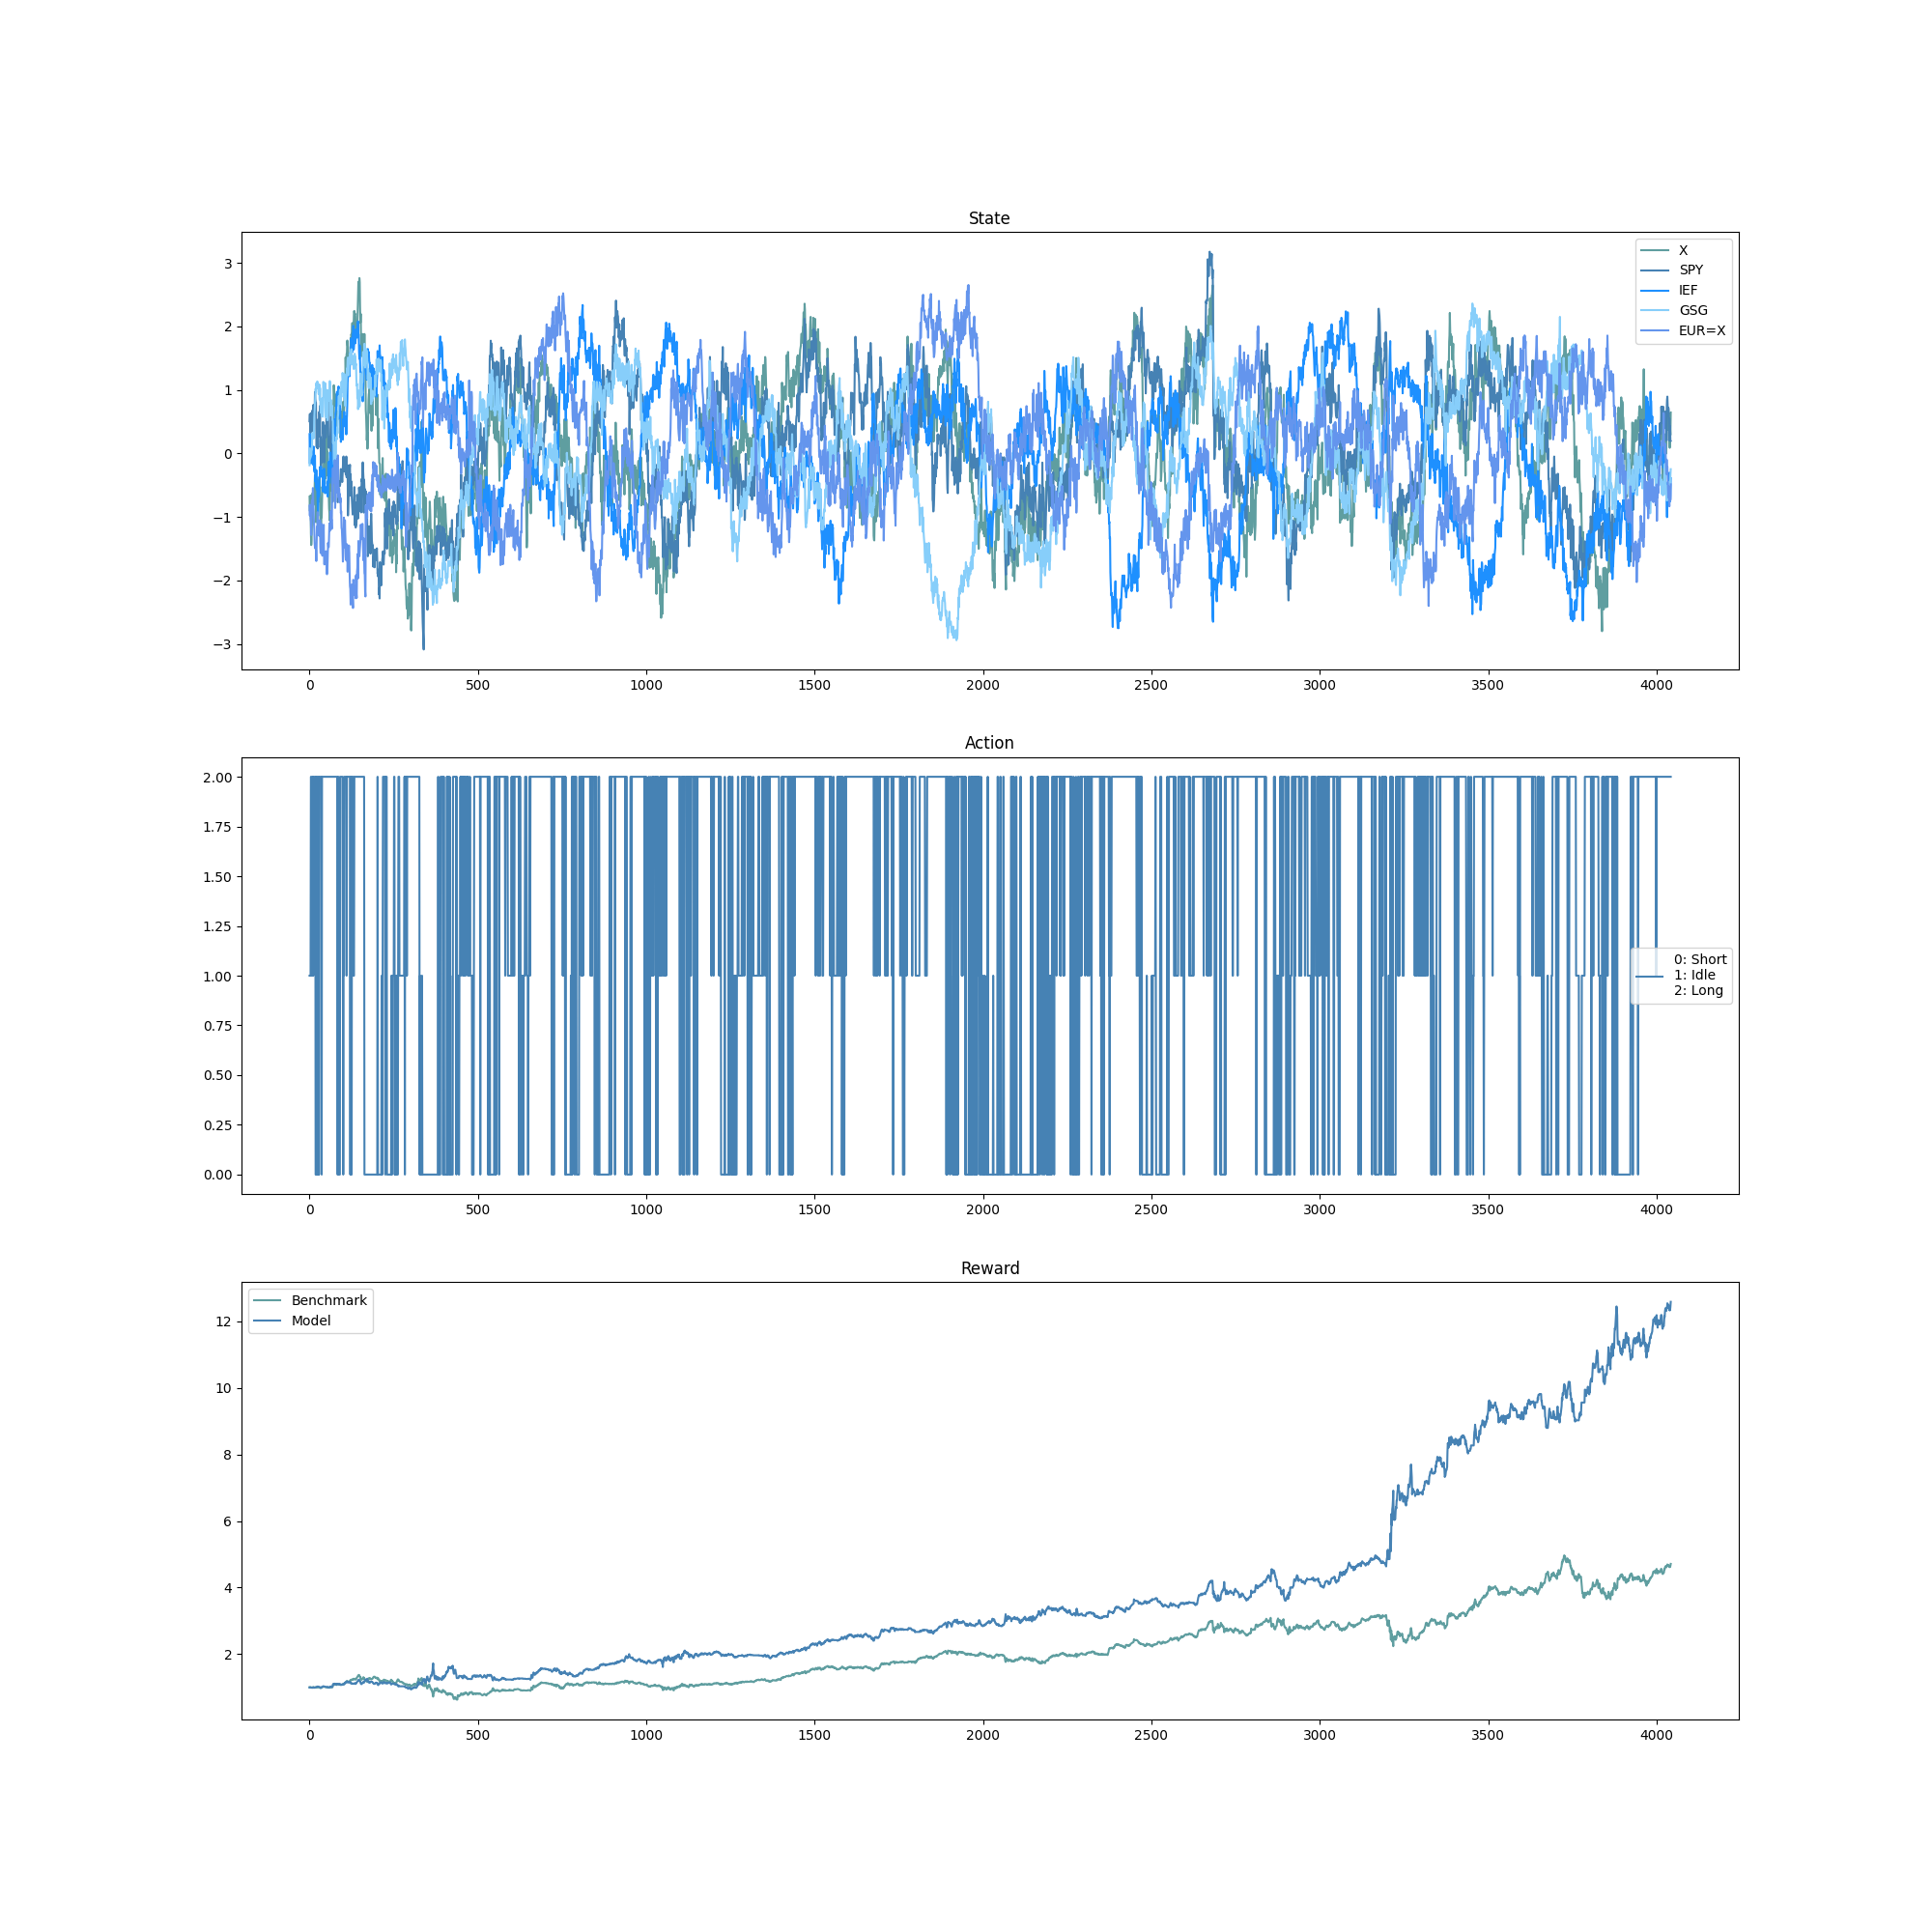 State
3
2
1
0
−1
−2
−3
X
SPY
IEF
GSG
EUR=X
0 500 1000 1500 2000 2500 3000 3500 4000
Action
2.00
1.75
1.50
1.25
1.00
0.75
0.50
0.25
0.00
0: Short
1: Idle
2: Long
0 500 1000 1500 2000 2500 3000 3500 4000
Reward
Benchmark
Model
12
10
8
6
4
2
0 500 1000 1500 2000 2500 3000 3500 4000